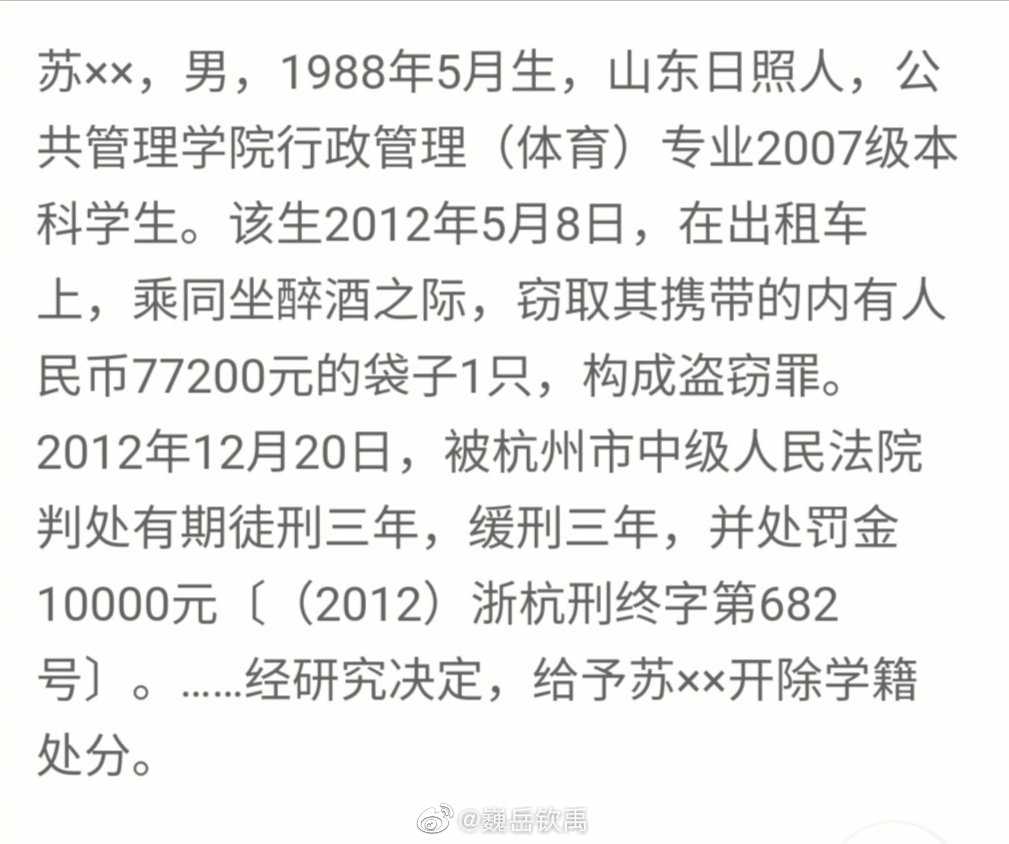 苏××，男，1988年5月生，山东日照人，公
共管理学院行政管理（体育）专业2007级本
科学生。该生2012年5月8日，在出租车
上，乘同坐醉酒之际，窃取其携带的内有人
民币77200元的袋子1只，构成盗窃罪。
2012年12月20日，被杭州市中级人民法院
判处有期徒刑三年，缓刑三年，并处罚金
10000元〔（2012）浙杭刑终字第682
号〕。……经研究决定，给予苏××开除学籍
处分。
@巍岳钦禹